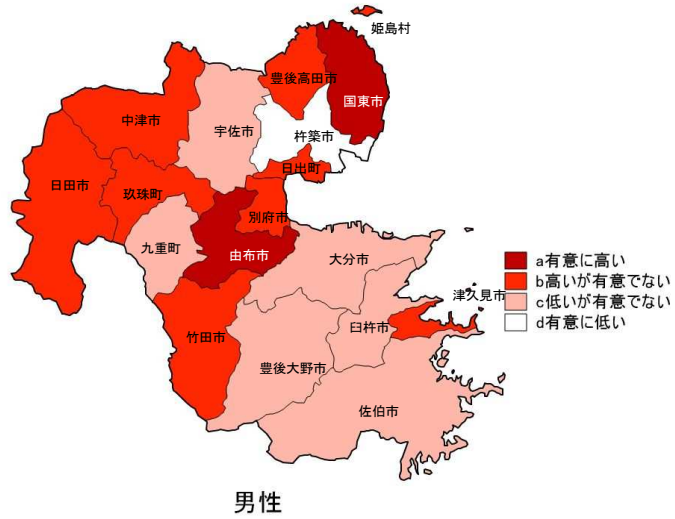 姫島村
豊後高田市
国東市
中津市
宇佐市
杵築市
日出町
日田市
玖珠町
別府市
九重町
由布市
大分市
a有意に高い
b高いが有意でない
c低いが有意でない
d有意に低い
津久見市
臼杵市
竹田市
豊後大野市
佐伯市
男性